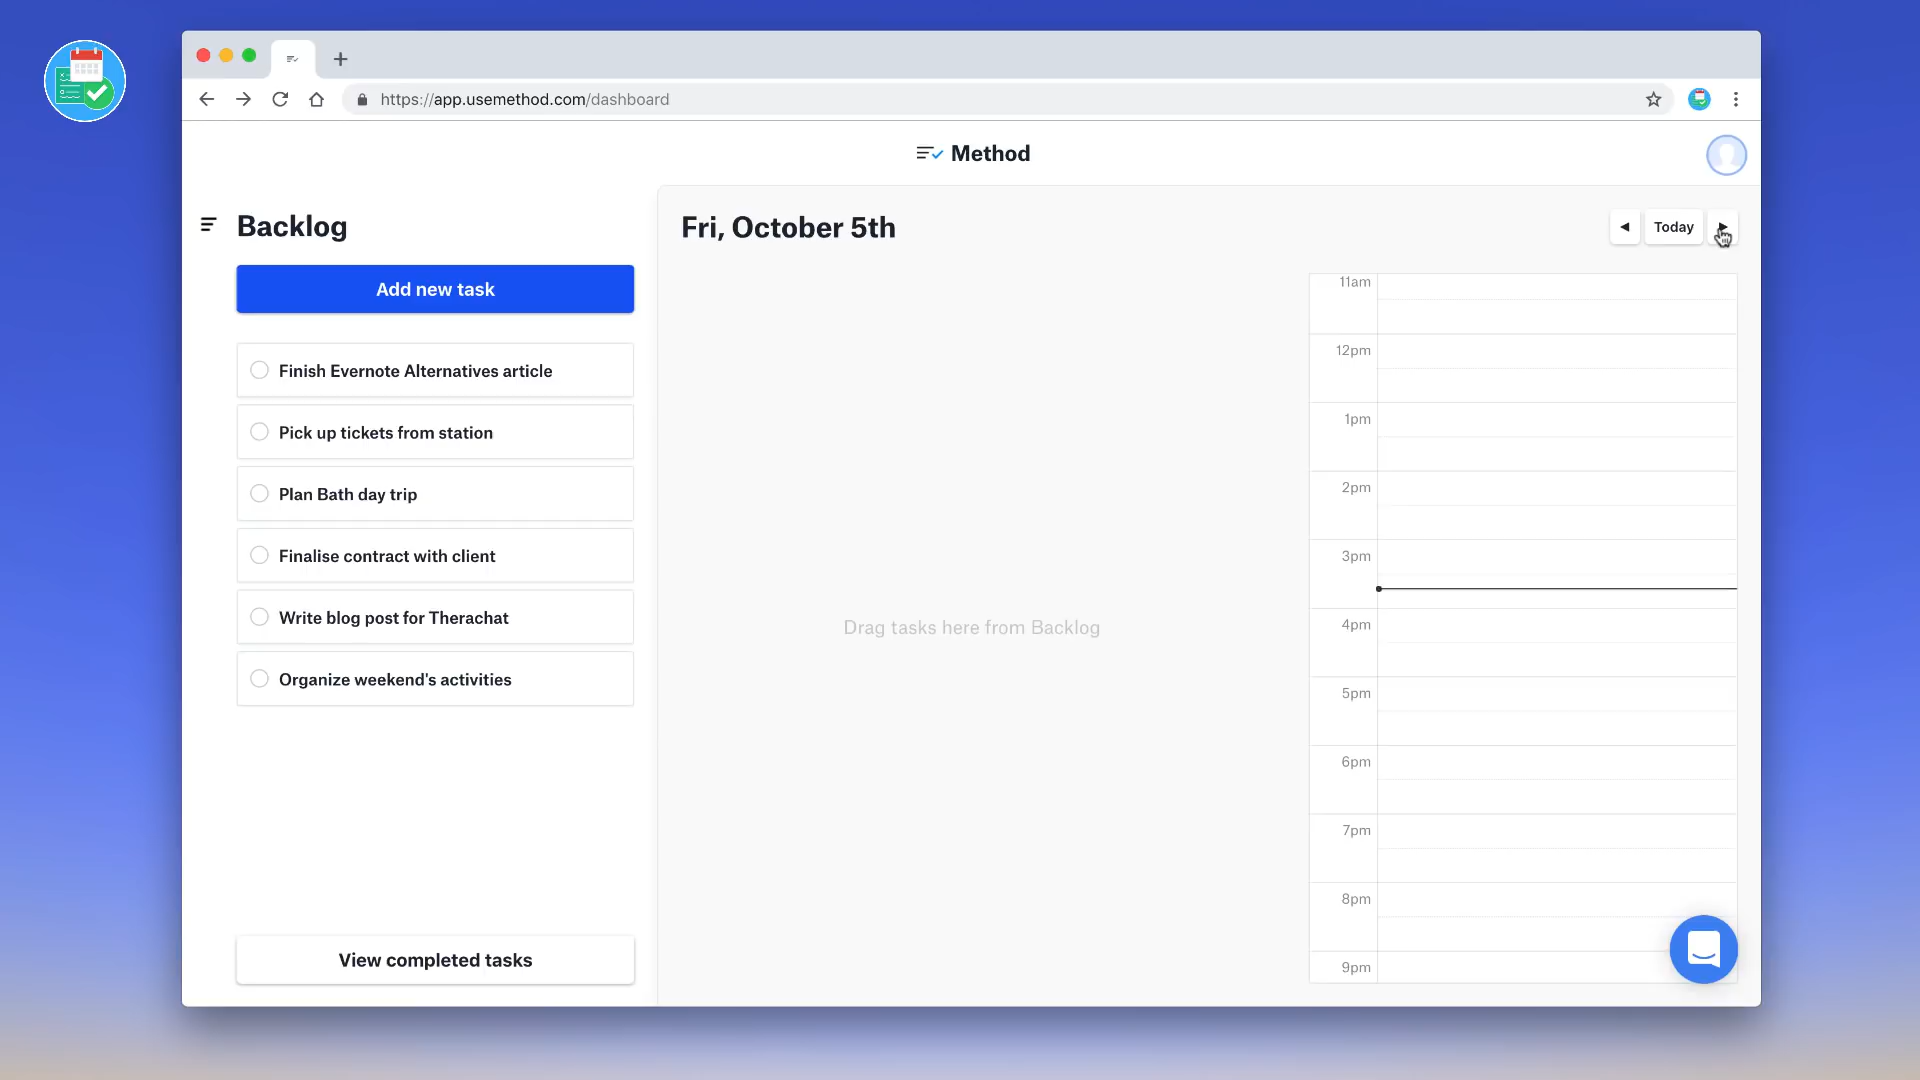 https://app.usemethod.com/dashboard
Method
Backlog
Add new task
Finish Evernote Alternatives article
Pick up tickets from station
Plan Bath day trip
Finalise contract with client
Write blog post for Therachat
Organize weekend's activities
View completed tasks
Fri, October 5th
Today
Drag tasks here from Backlog
11am
12pm
1pm
2pm
3pm
4pm
5pm
6pm
7pm
8pm
9pm